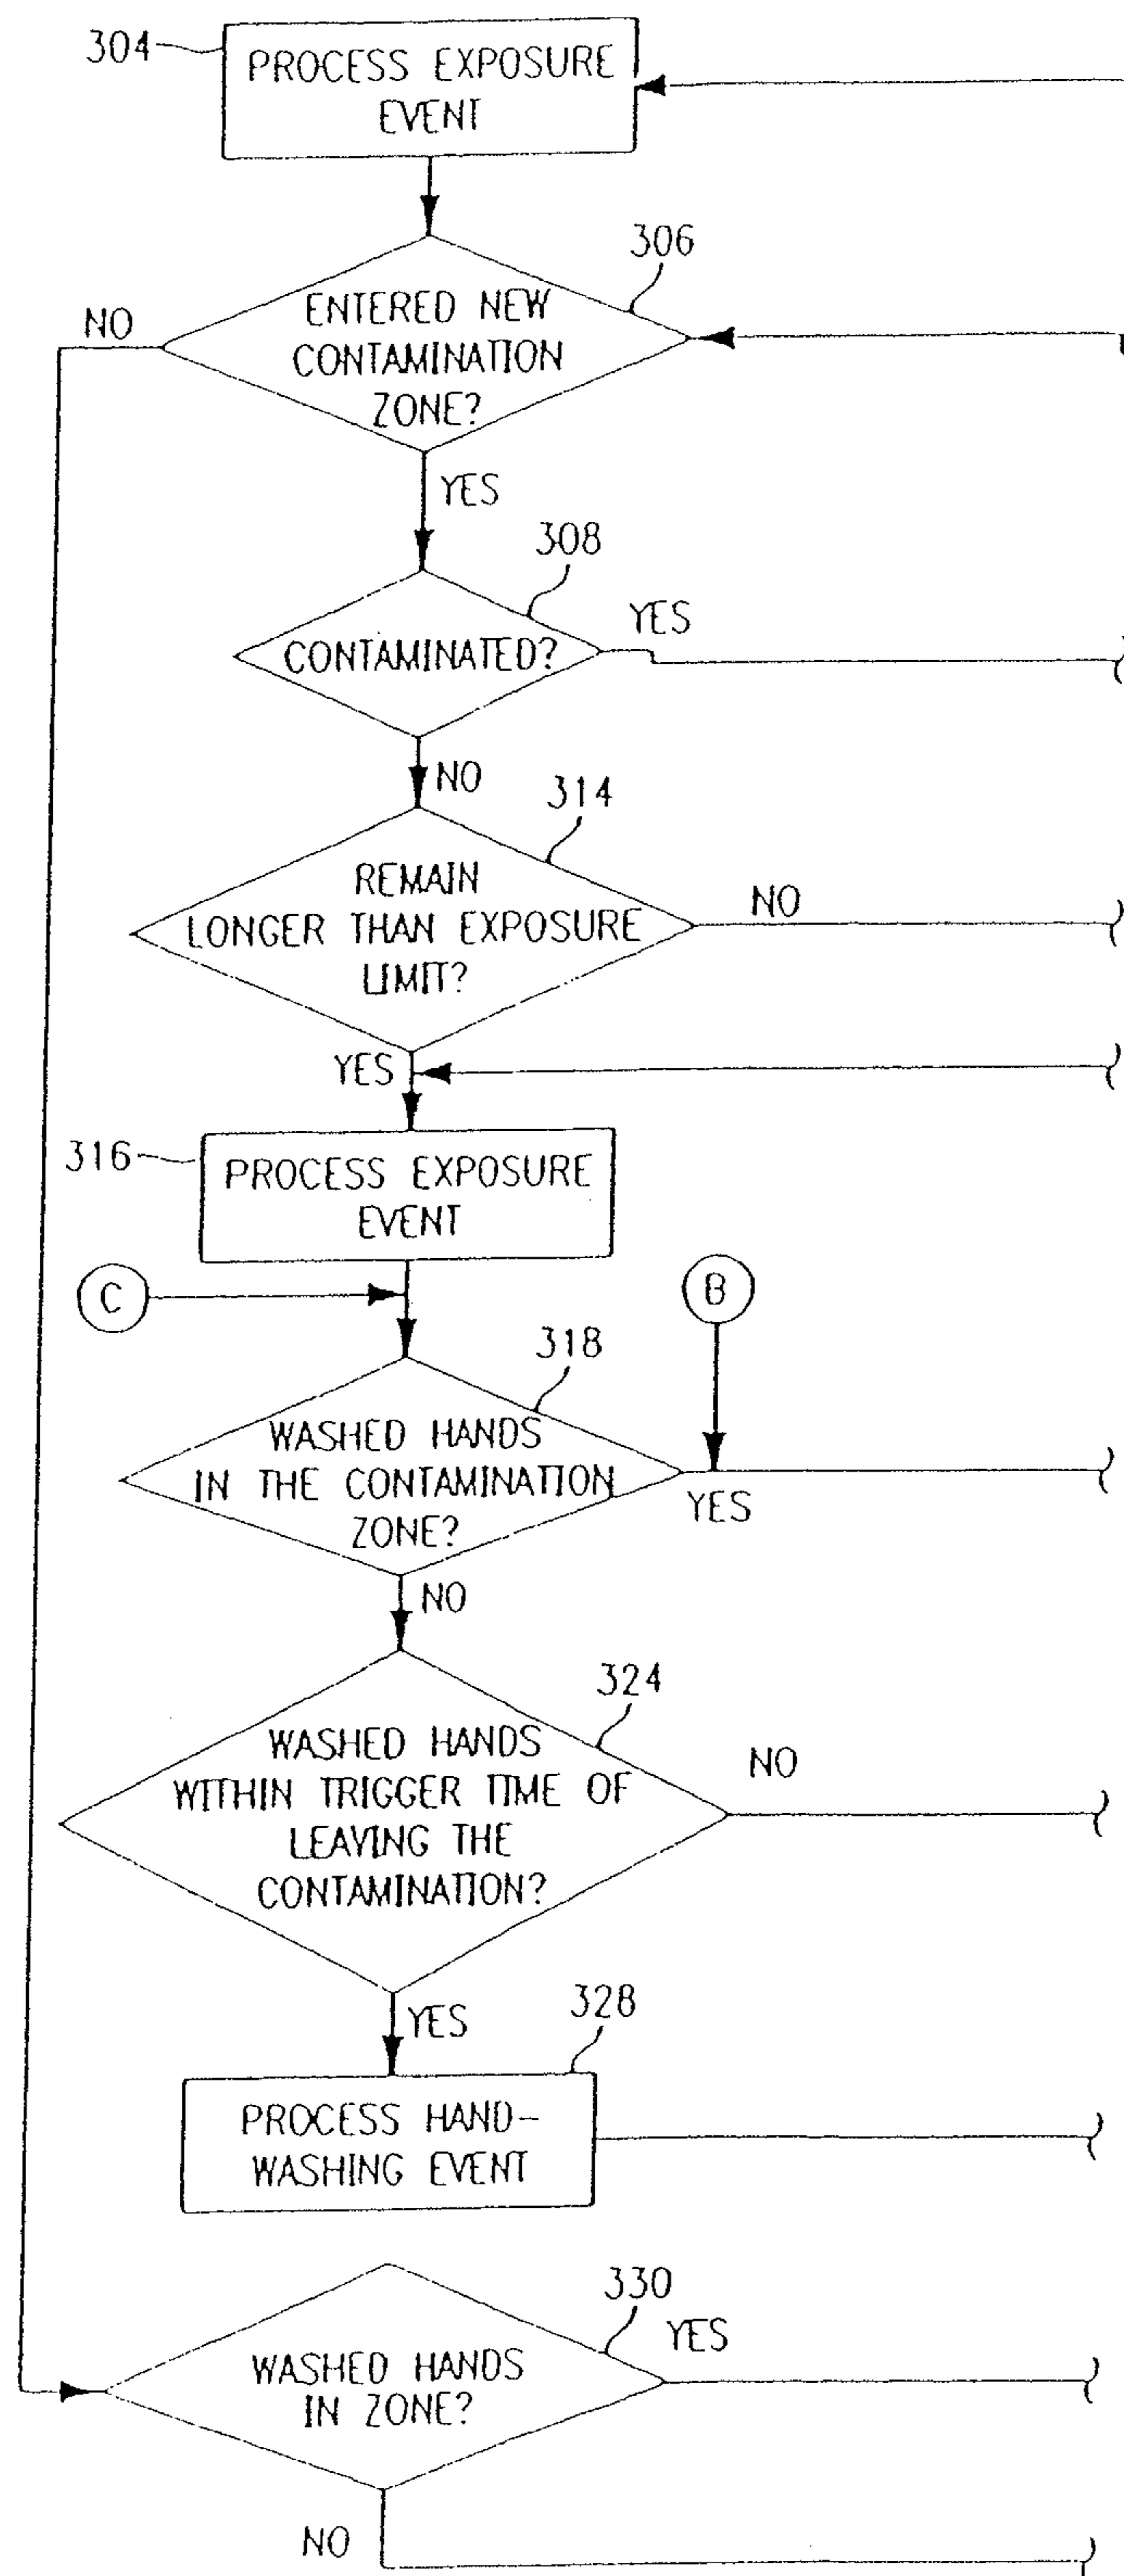 304
PROCESS EXPOSURE
EVENT
306
NO
ENTERED NEW
CONTAMINATION
ZONE?
YES
308
YES
CONTAMINATED?
NO
314
REMAIN
LONGER THAN EXPOSURE
LIMIT?
NO
YES
316
PROCESS EXPOSURE
EVENT
C
B
318
WASHED HANDS
IN THE CONTAMINATION
ZONE?
YES
NO
324
WASHED HANDS
WITHIN TRIGGER TIME OF
LEAVING THE
CONTAMINATION?
NO
YES
328
PROCESS HAND-
WASHING EVENT
330
YES
WASHED HANDS
IN ZONE?
NO